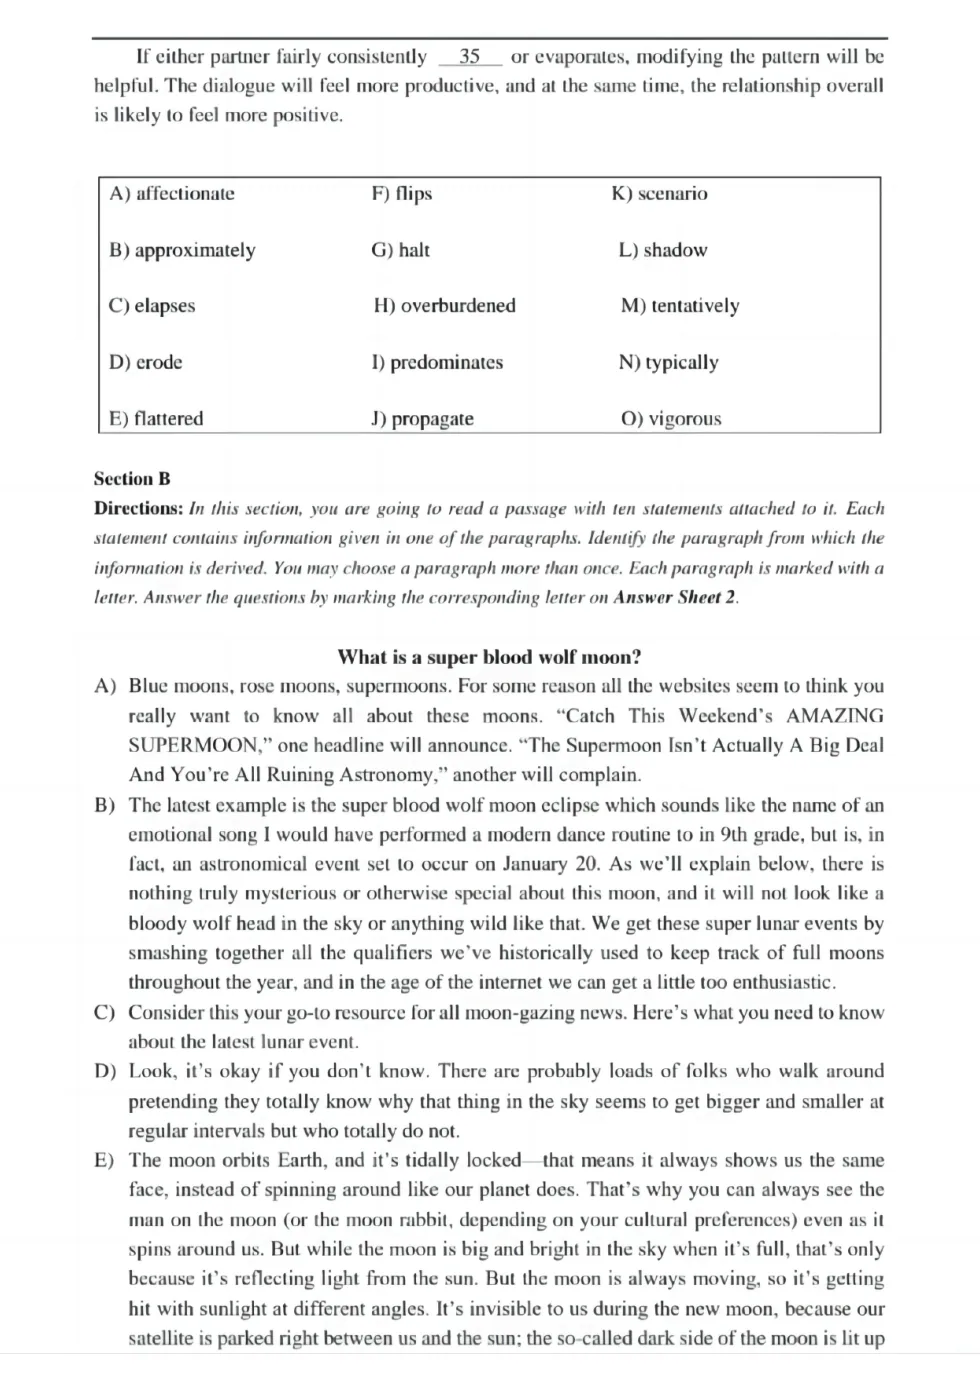 If either partner fairly consistently 35 or evaporates, modifying the pattern will be
helpful. The dialogue will feel more productive, and at the same time, the relationship overall
is likely to feel more positive.
A) affectionate F) flips K) scenario
B) approximately G) halt L) shadow
C) elapses H) overburdened M) tentatively
D) erode I) predominates N) typically
E) flattered J) propagate O) vigorous
Section B
Directions: In this section, you are going to read a passage with ten statements attached to it. Each
statement contains information given in one of the paragraphs. Identify the paragraph from which the
information is derived. You may choose a paragraph more than once. Each paragraph is marked with a
letter. Answer the questions by marking the corresponding letter on Answer Sheet 2.
What is a super blood wolf moon?
A) Blue moons, rose moons, supermoons. For some reason all the websites seem to think you
really want to know all about these moons. “Catch This Weekend’s AMAZING
SUPERMOON,” one headline will announce. “The Supermoon Isn’t Actually A Big Deal
And You’re All Ruining Astronomy,” another will complain.
B) The latest example is the super blood wolf moon eclipse which sounds like the name of an
emotional song I would have performed a modern dance routine to in 9th grade, but is, in
fact, an astronomical event set to occur on January 20. As we’ll explain below, there is
nothing truly mysterious or otherwise special about this moon, and it will not look like a
bloody wolf head in the sky or anything wild like that. We get these super lunar events by
smashing together all the qualifiers we’ve historically used to keep track of full moons
throughout the year, and in the age of the internet we can get a little too enthusiastic.
C) Consider this your go-to resource for all moon-gazing news. Here’s what you need to know
about the latest lunar event.
D) Look, it’s okay if you don’t know. There are probably loads of folks who walk around
pretending they totally know why that thing in the sky seems to get bigger and smaller at
regular intervals but who totally do not.
E) The moon orbits Earth, and it’s tidally locked—that means it always shows us the same
face, instead of spinning around like our planet does. That’s why you can always see the
man on the moon (or the moon rabbit, depending on your cultural preferences) even as it
spins around us. But while the moon is big and bright in the sky when it’s full, that’s only
because it’s reflecting light from the sun. But the moon is always moving, so it’s getting
hit with sunlight at different angles. It’s invisible to us during the new moon, because our
satellite is parked right between us and the sun; the so-called dark side of the moon is lit up